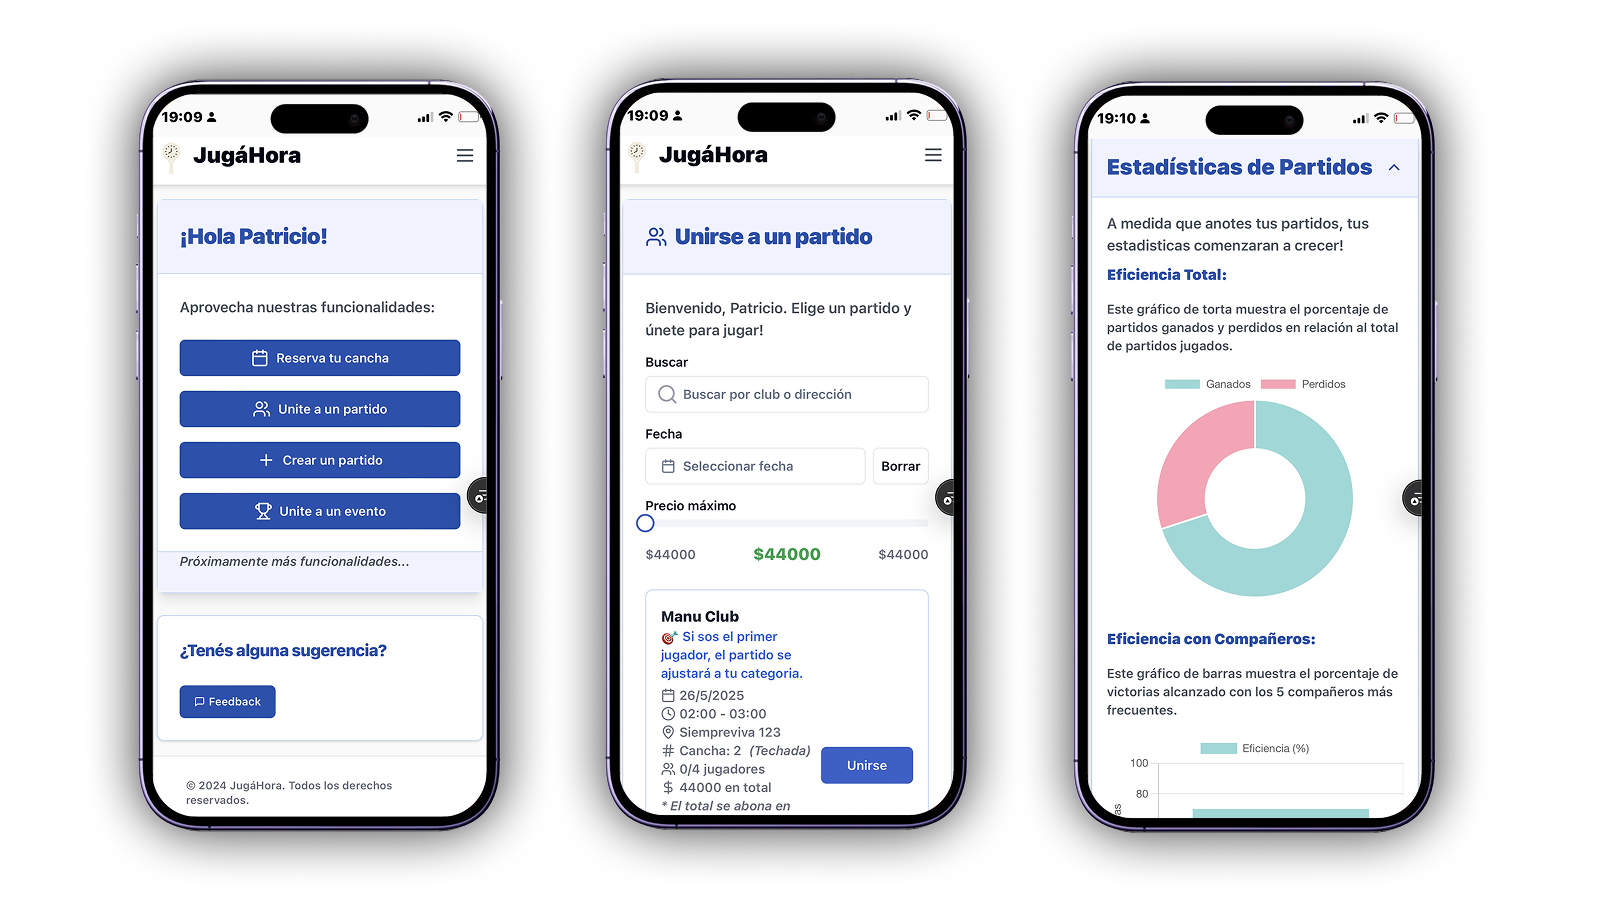 19:09
JugáHora
¡Hola Patricio!
Aprovecha nuestras funcionalidades:
Reserva tu cancha
Unite a un partido
Crear un partido
Unite a un evento
Próximamente más funcionalidades...
¿Tenés alguna sugerencia?
Feedback
© 2024 JugáHora. Todos los derechos
reservados.
19:09
JugáHora
Unirse a un partido
Bienvenido, Patricio. Elige un partido y
únete para jugar!
Buscar
Buscar por club o dirección
Fecha
Seleccionar fecha
Borrar
Precio máximo
$44000 $44000 $44000
Manu Club
🎯 Si sos el primer
jugador, el partido se
ajustará a tu categoria.
26/5/2025
02:00 - 03:00
Siempreviva 123
# Cancha: 2 (Techada)
0/4 jugadores
$ 44000 en total
* El total se abona en
Unirse
19:10
Estadísticas de Partidos
A medida que anotes tus partidos, tus
estadisticas comenzaran a crecer!
Eficiencia Total:
Este gráfico de torta muestra el porcentaje de
partidos ganados y perdidos en relación al total
de partidos jugados.
Ganados Perdidos
Eficiencia con Compañeros:
Este gráfico de barras muestra el porcentaje de
victorias alcanzado con los 5 compañeros más
frecuentes.
Eficiencia (%)
100
80